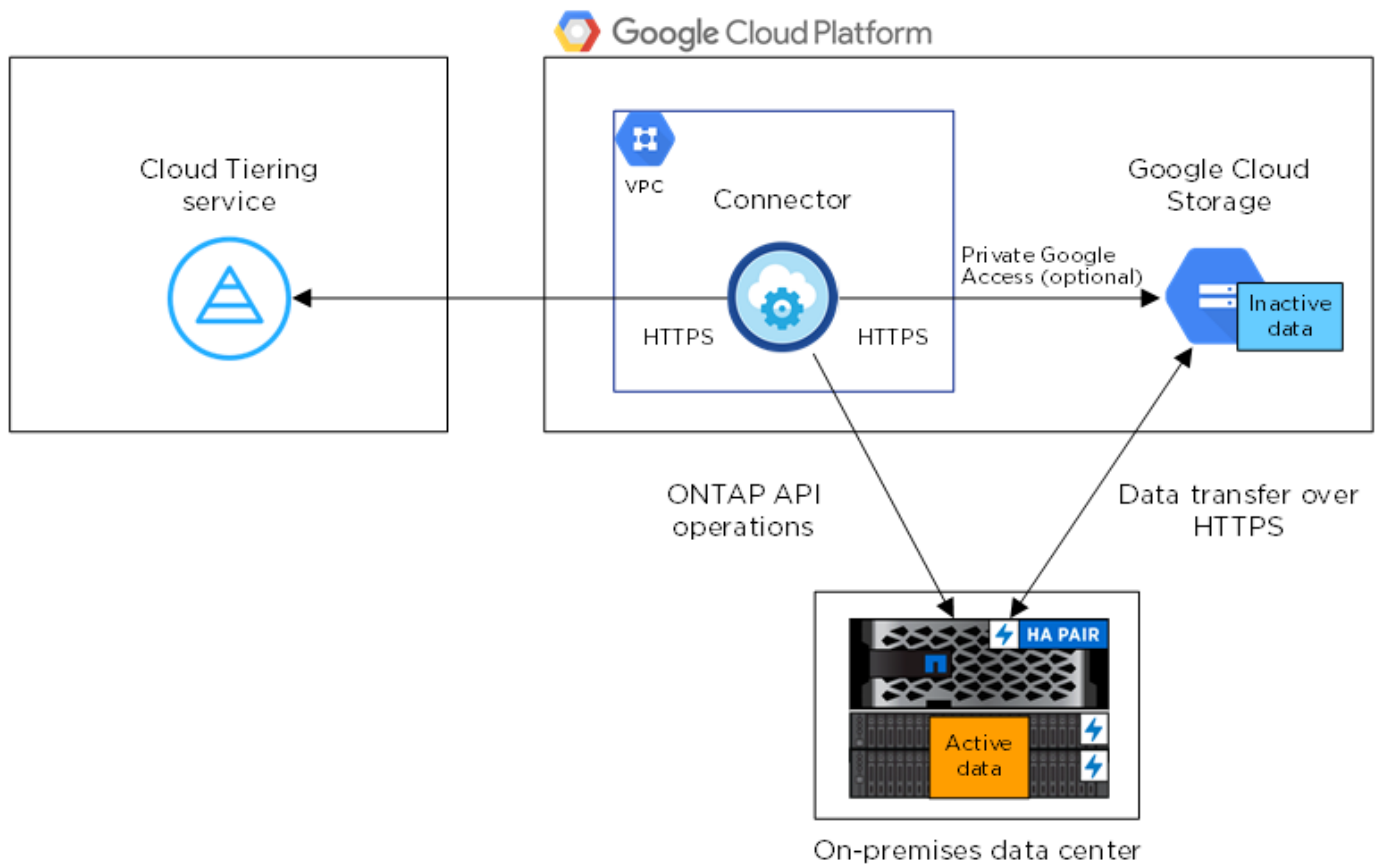 Google Cloud Platform
Cloud Tiering
service
VPC
Connector
HTTPS
HTTPS
Private Google
Access (optional)
Google Cloud
Storage
Inactive
data
ONTAP API
operations
Data transfer over
HTTPS
HA PAIR
Active
data
On-premises data center